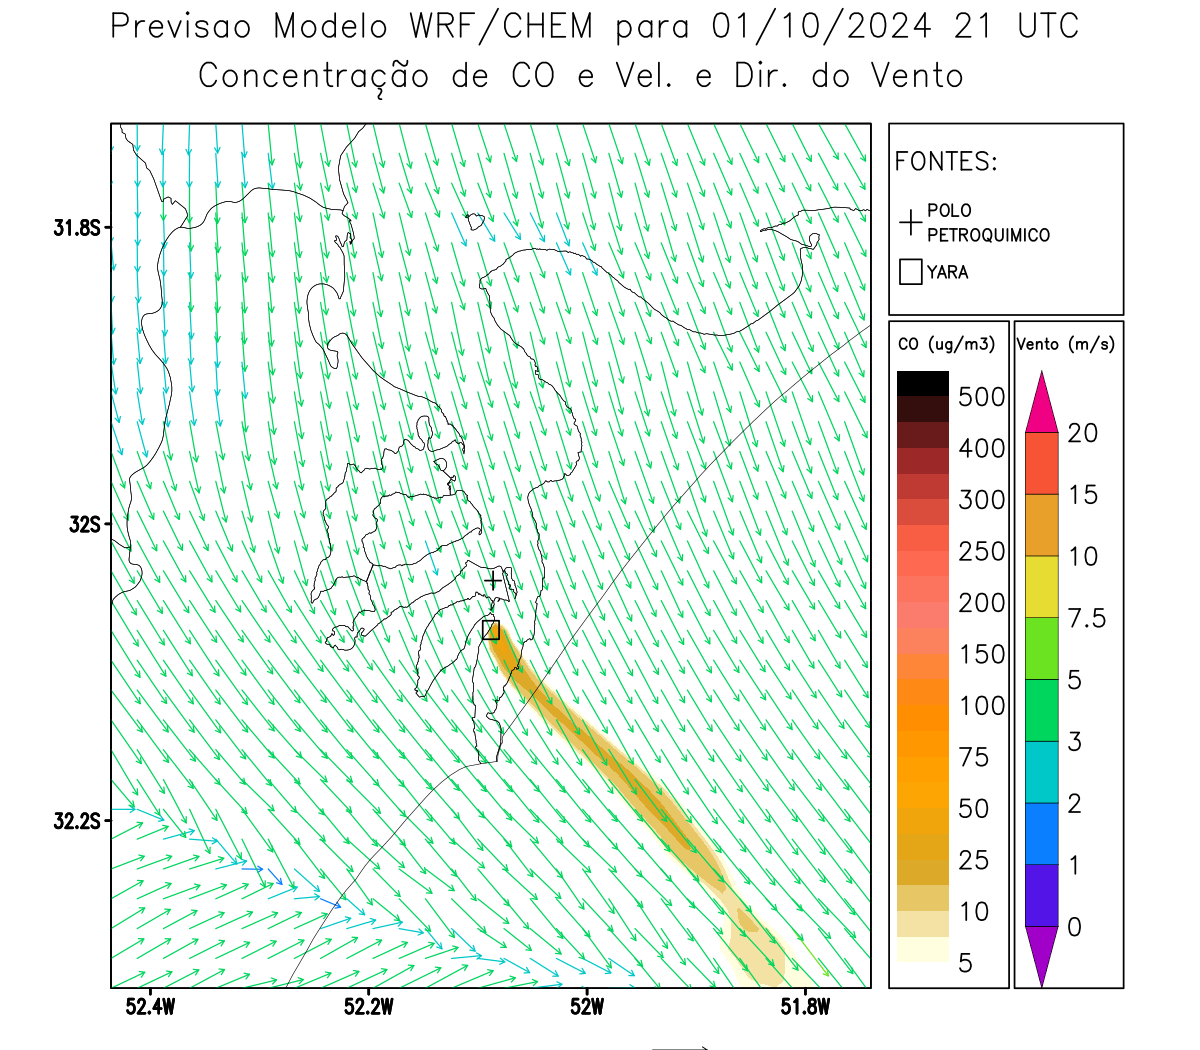 Previsao Modelo WRF/CHEM para 01/10/2024 21 UTC
Concentração de CO e Vel. e Dir. do Vento
FONTES:
POLO
PETROQUIMICO
YARA
CO (ug/m3)
500
400
300
250
200
150
100
75
50
25
10
5
Vento (m/s)
20
15
10
7.5
5
3
2
1
0
31.8S
32S
32.2S
52.4W
52.2W
52W
51.8W